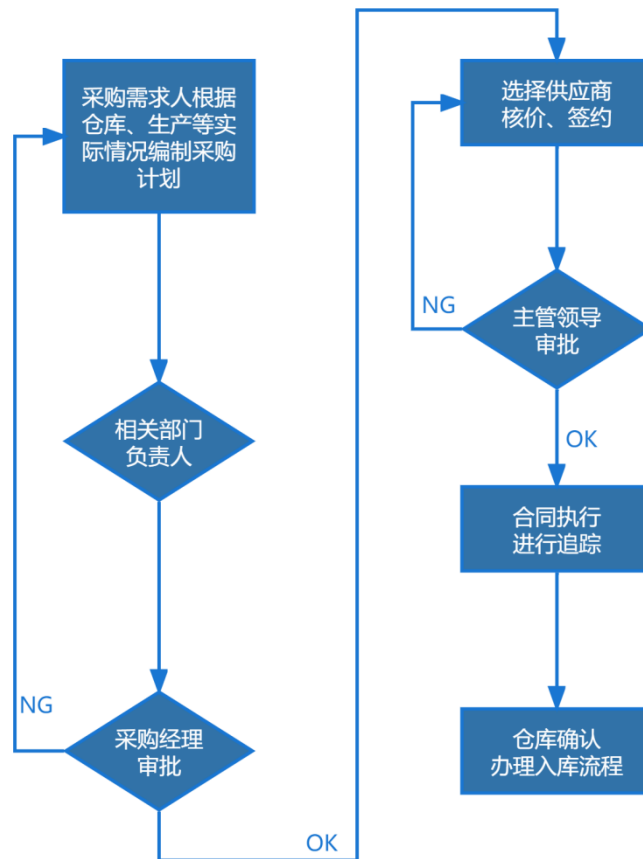 采购需求人根据
仓库、生产等实
际情况编制采购
计划
相关部门
负责人
NG
采购经理
审批
OK
选择供应商
核价、签约
NG
主管领导
审批
OK
合同执行
进行追踪
仓库确认
办理入库流程